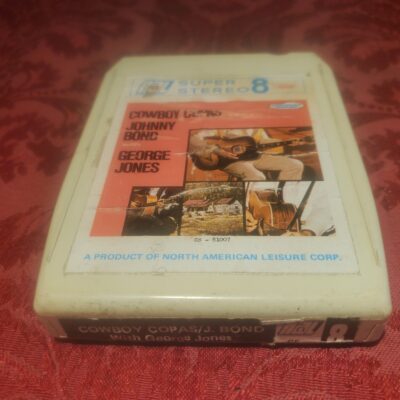 SUPER
STEREO 8
COWBOY COPAS
JOHNNY
BOND
GEORGE
JONES
A PRODUCT OF NORTH AMERICAN LEISURE CORP.
COWBOY COPAS/J. BOND
With George Jones
8